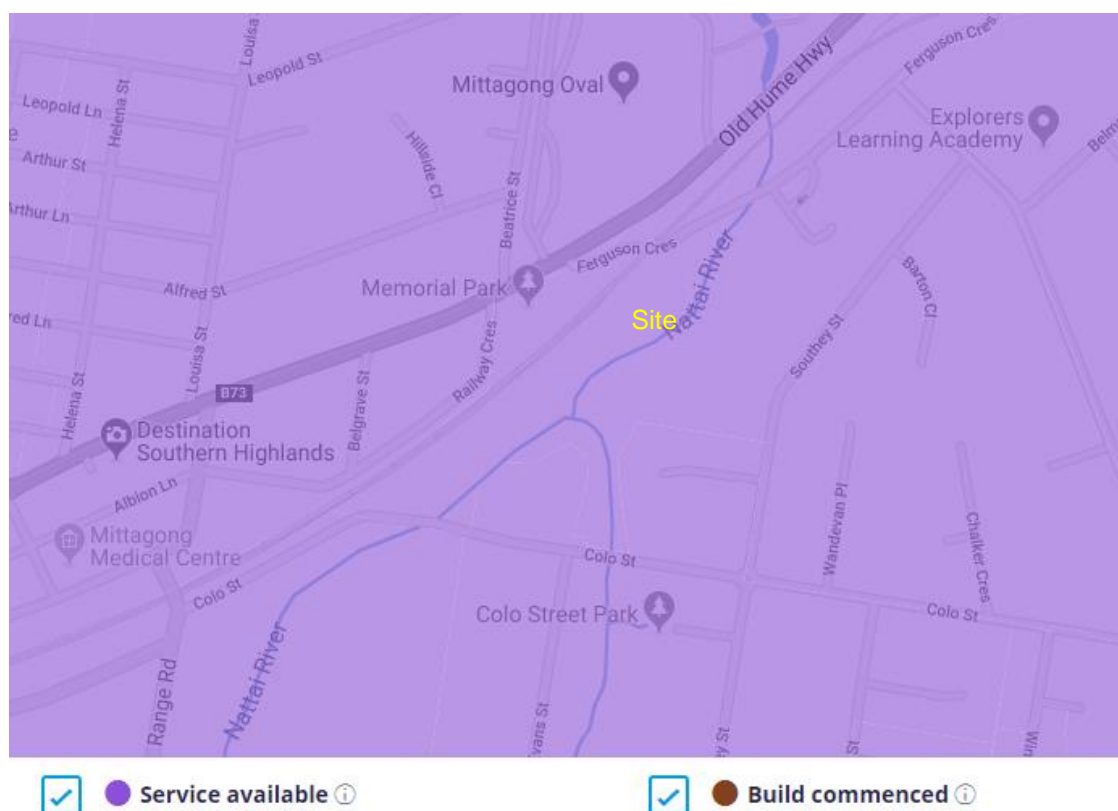 Louisa
Leopold St
Mittagong Oval
Old Hume Hwy
Ferguson Cres
Leopold Ln
Helena St
Explorers
Learning Academy
Hillside Cl
Arthur St
Beatrice St
Arthur Ln
Ferguson Cres
Nattai River
Barton Cl
Alfred St
Memorial Park
Site
Southey St
Louisa St
Railway Cres
B73
Helena St
Belgrave St
Destination
Southern Highlands
Albion Ln
Wandevan Pl
Chalker Cres
Mittagong
Medical Centre
Colo St
Colo St
Colo St
Colo Street Park
Nattai River
Range Rd
Evans St
St
Service available
Build commenced